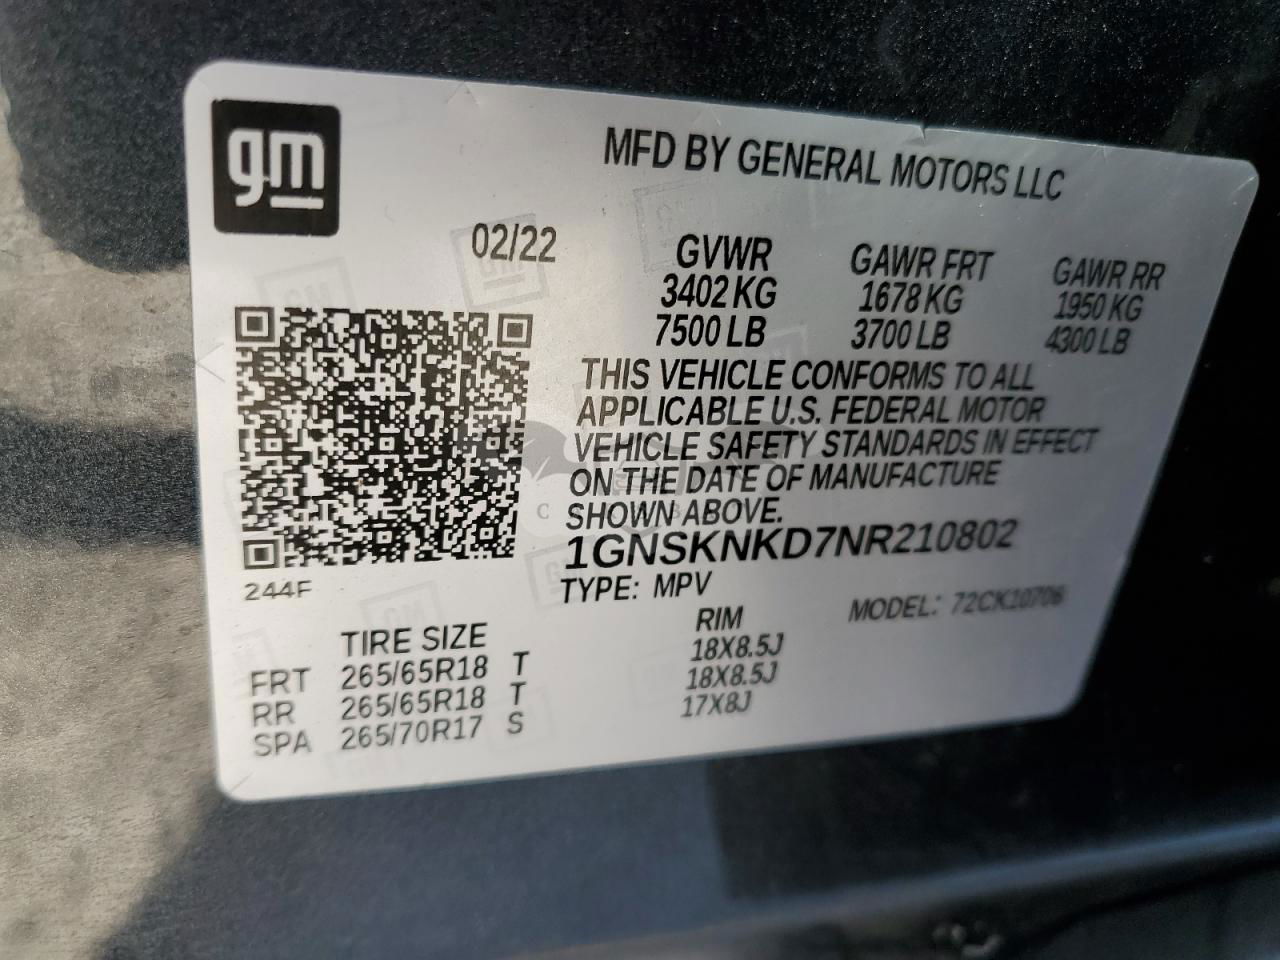 gm
MFD BY GENERAL MOTORS LLC
02/22
GVWR GAWR FRT GAWR RR
3402 KG 1678 KG 1950 KG
7500 LB 3700 LB 4300 LB
THIS VEHICLE CONFORMS TO ALL
APPLICABLE U.S. FEDERAL MOTOR
VEHICLE SAFETY STANDARDS IN EFFECT
ON THE DATE OF MANUFACTURE
SHOWN ABOVE.
1GNSKNKD7NR210802
244F
TYPE: MPV
MODEL: 72CK10706
TIRE SIZE RIM
FRT 265/65R18 T 18X8.5J
RR 265/65R18 T 18X8.5J
SPA 265/70R17 S 17X8J